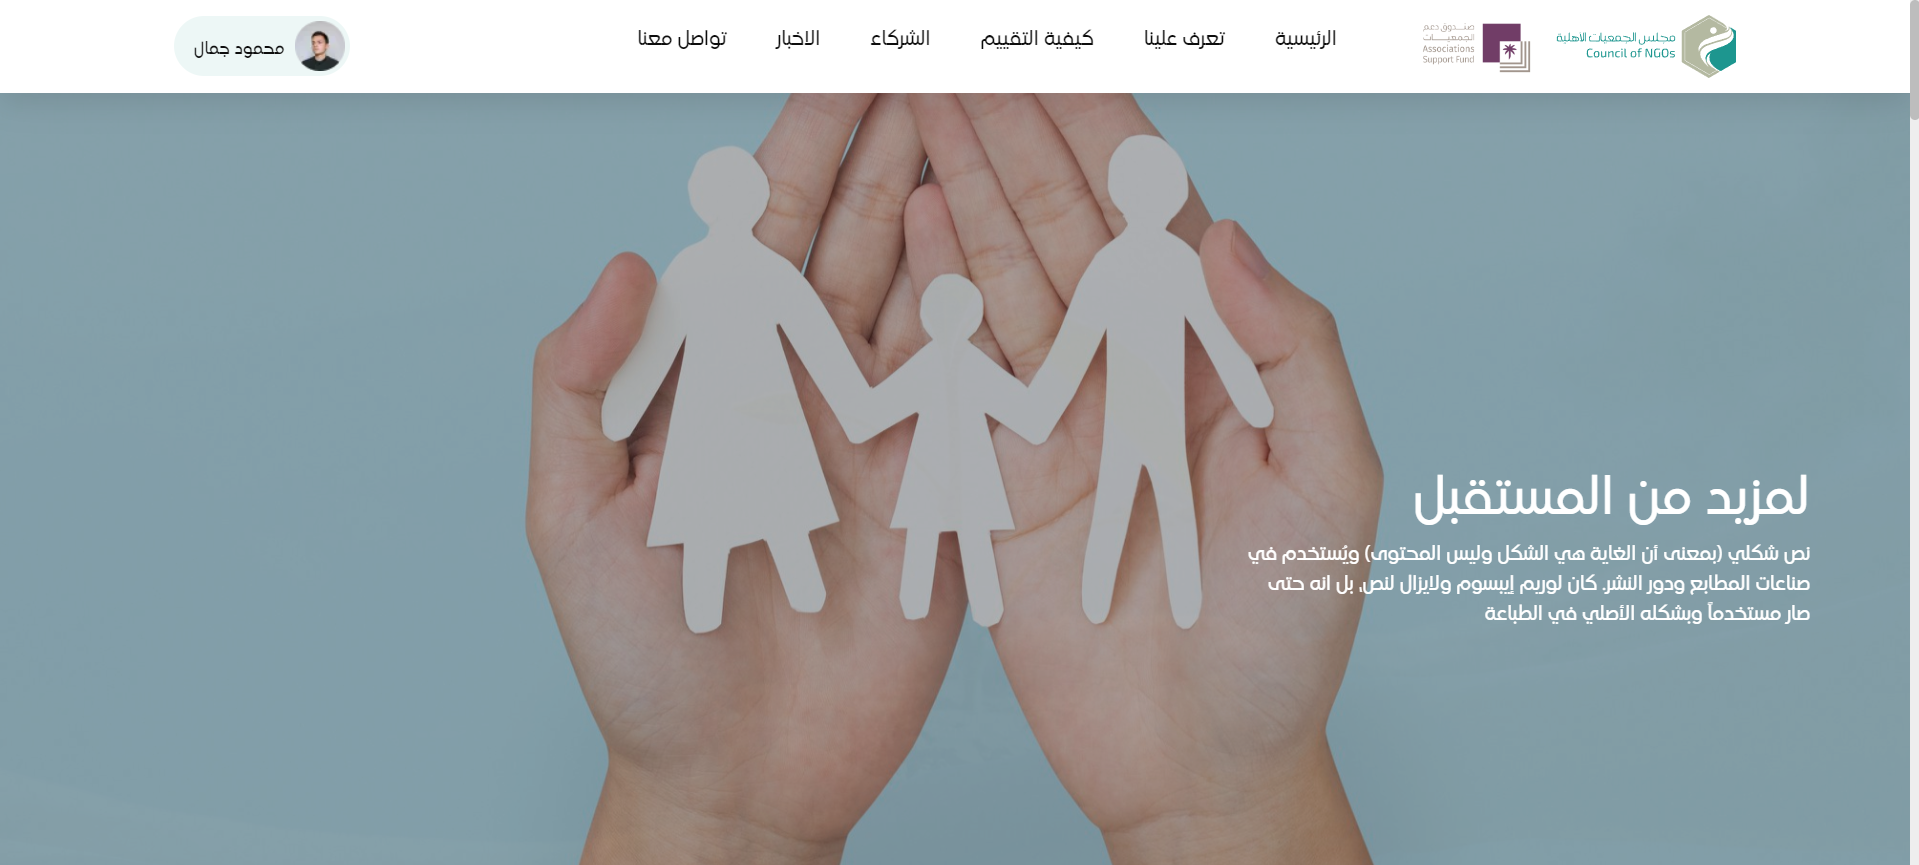 مجلس الجمعيات الاهلية
Council of NGOs
صندوق دعم
الجمعيات
Associations
Support Fund
الرئيسية
تعرف علينا
كيفية التقييم
الشركاء
الاخبار
تواصل معنا
محمود جمال
لمزيد من المستقبل
نص شكلي (بمعنى أن الغاية هي الشكل وليس المحتوى) ويُستخدم في
صناعات المطابع ودور النشر. كان لوريم إيبسوم ولايزال لنص, بل انه حتى
صار مستخدماً وبشكله الأصلي في الطباعة